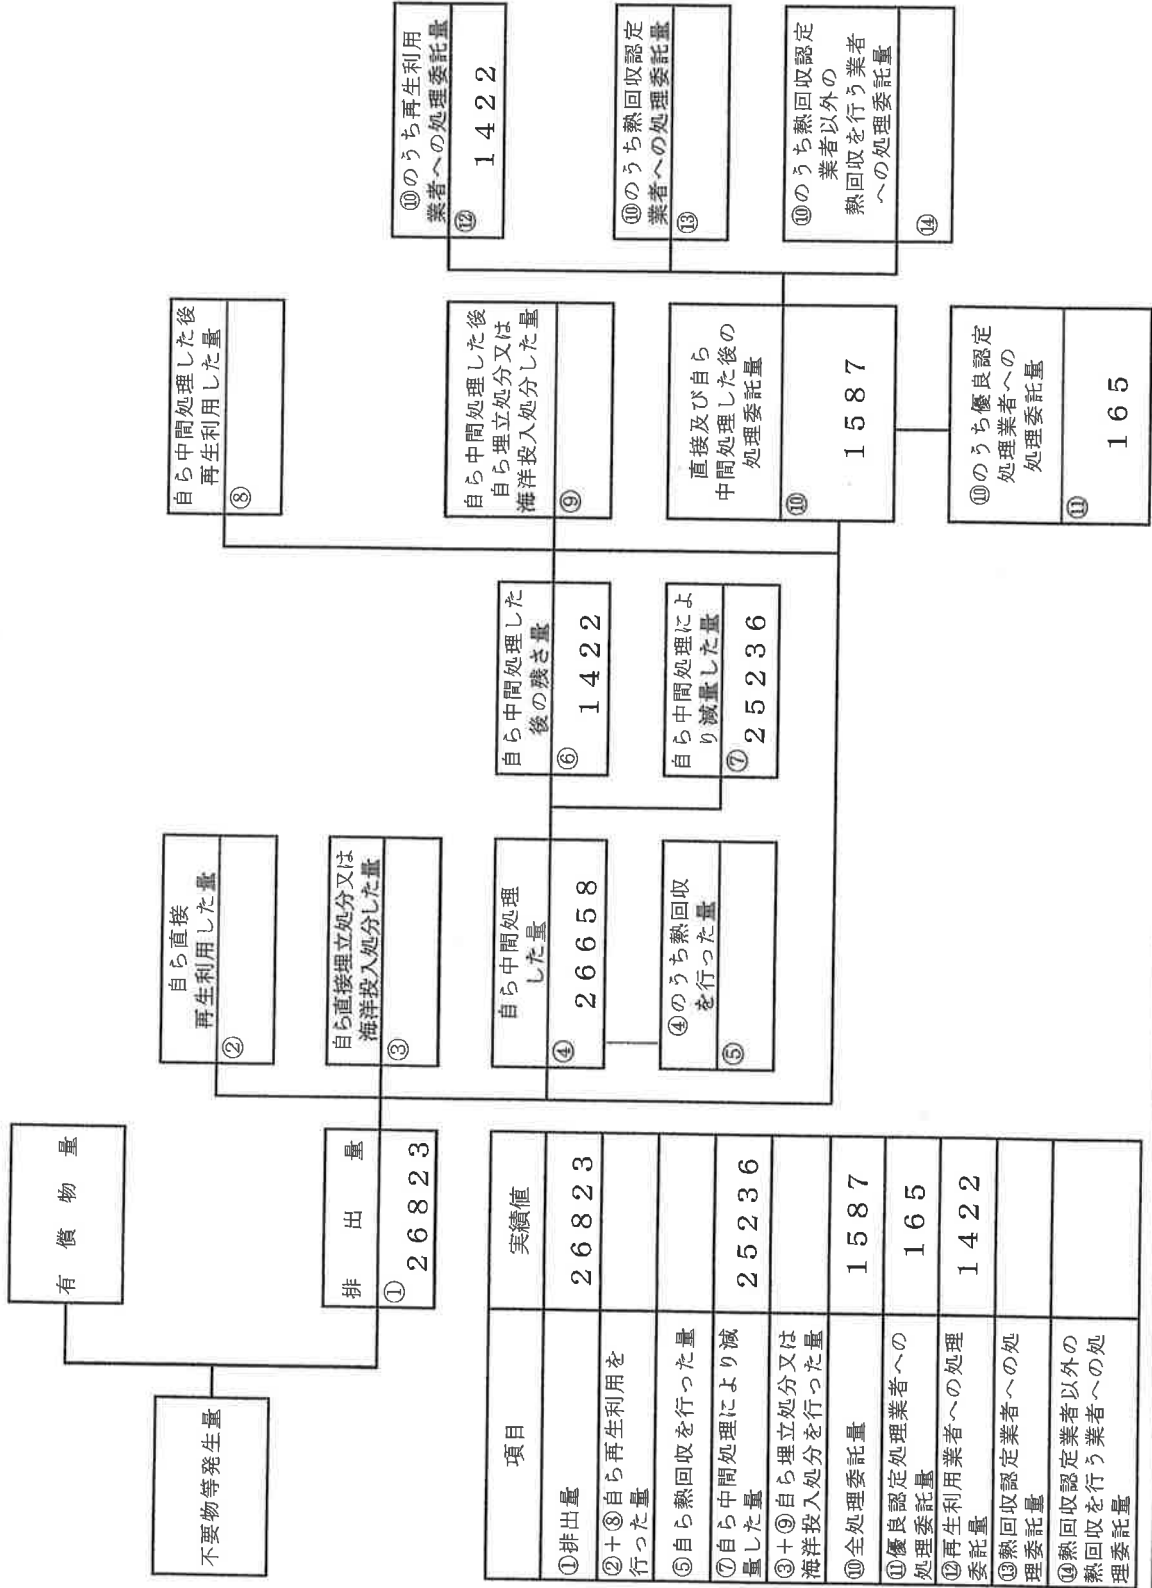 不要物等発生量
有償物量
排出量
①
26823
自ら直接
再生利用した量
②
自ら直接埋立処分又は
海洋投入処分した量
③
自ら中間処理
した量
④
26658
④のうち熱回収
を行った量
⑤
自ら中間処理した
後の残さ量
⑥
1422
自ら中間処理によ
り減量した量
⑦
25236
自ら中間処理した後
再生利用した量
⑧
自ら中間処理した後
自ら埋立処分又は
海洋投入処分した量
⑨
直接及び自ら
中間処理した後の
処理委託量
⑩
1587
⑩のうち優良認定
処理業者への
処理委託量
⑪
165
⑩のうち再生利用
業者への処理委託量
⑫
1422
⑩のうち熱回収認定
業者への処理委託量
⑬
⑩のうち熱回収認定
業者以外の
熱回収を行う業者
への処理委託量
⑭
項目 実績値
①排出量 26823
②+⑧自ら再生利用を
行った量
⑤自ら熱回収を行った量
⑦自ら中間処理により減
量した量 25236
③+⑨自ら埋立処分又は
海洋投入処分を行った量
⑩全処理委託量 1587
⑪優良認定処理業者への
処理委託量 165
⑫再生利用業者への処理
委託量 1422
⑬熱回収認定業者への処
理委託量
⑭熱回収認定業者以外の
熱回収を行う業者への処
理委託量